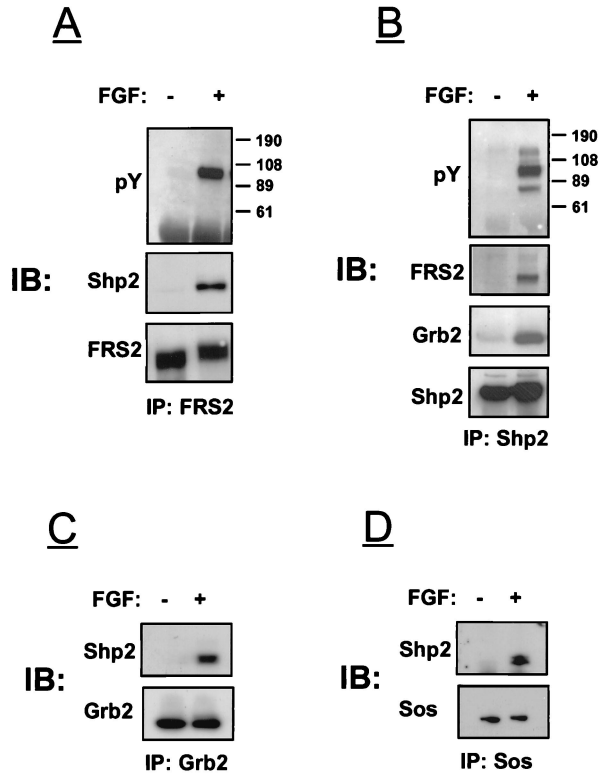 A
FGF: - +
pY
190
108
89
61
IB:
Shp2
FRS2
IP: FRS2
B
FGF: - +
pY
190
108
89
61
IB:
FRS2
Grb2
Shp2
IP: Shp2
C
FGF: - +
Shp2
IB:
Grb2
IP: Grb2
D
FGF: - +
Shp2
IB:
Sos
IP: Sos